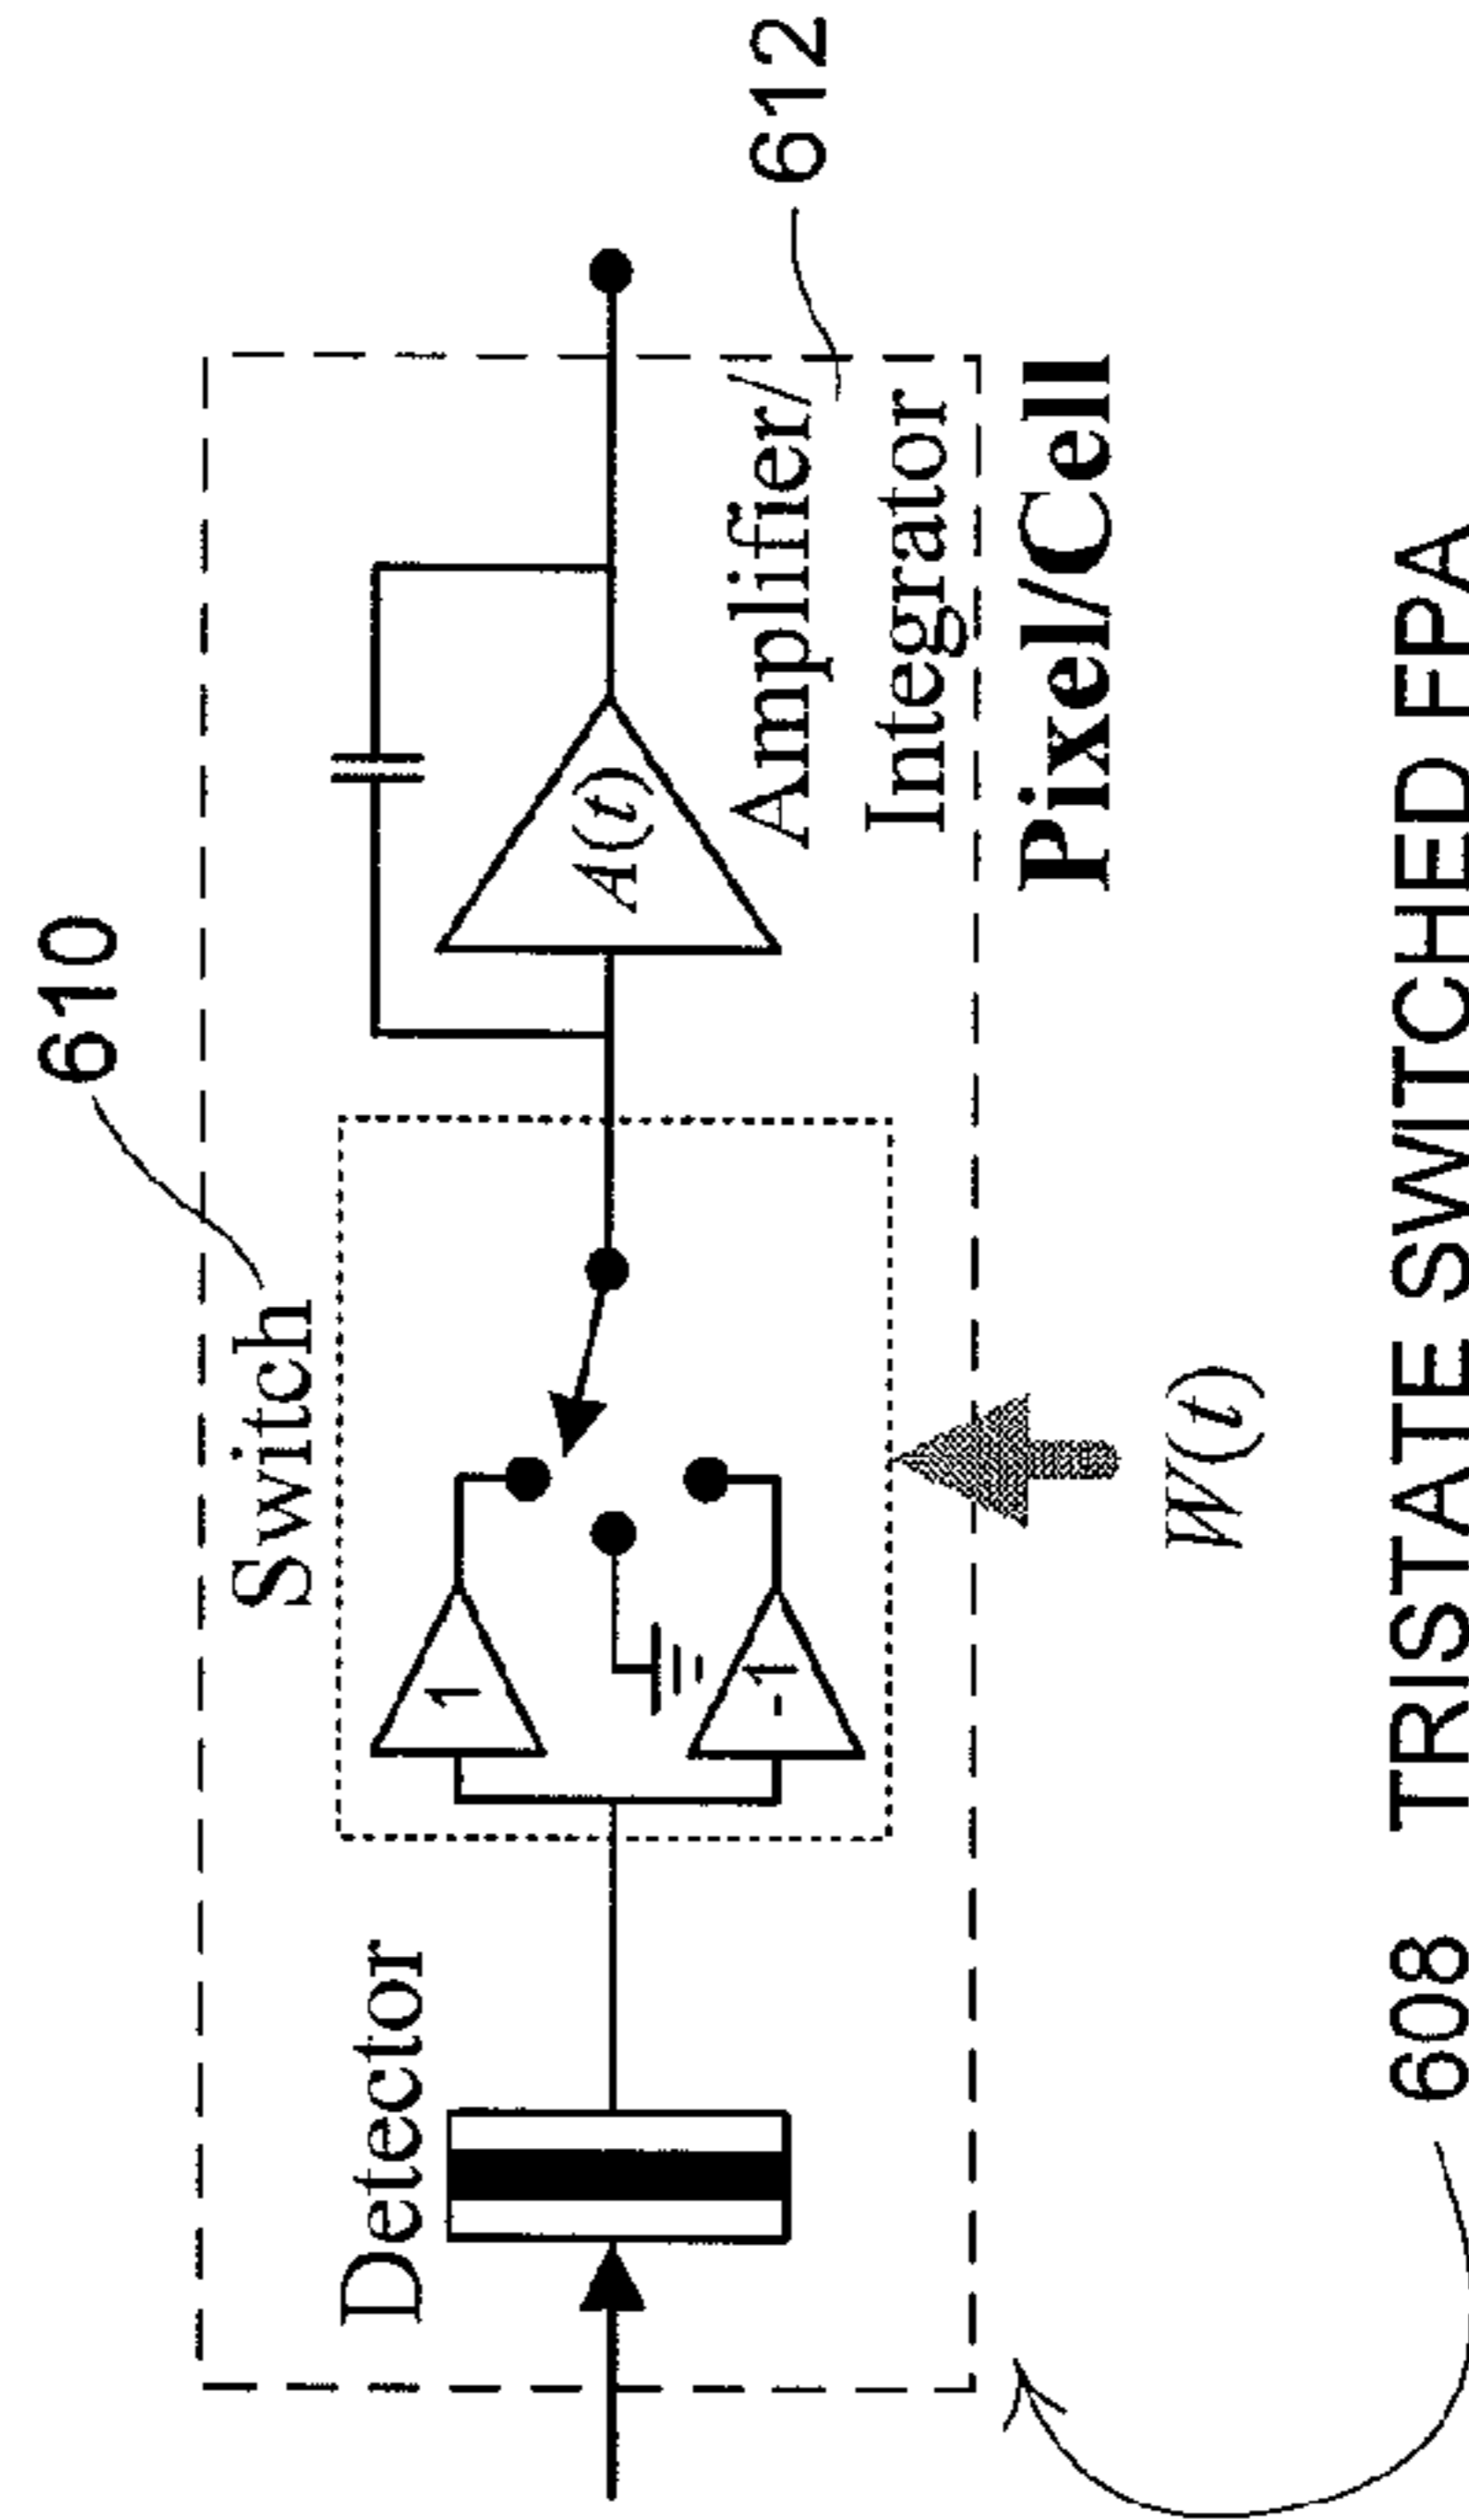 610
Switch
Detector
1
-1
A(t)
Amplifier/
Integrator
612
Pixel/Cell
W(t)
608 TRISTATE SWITCHED FPA